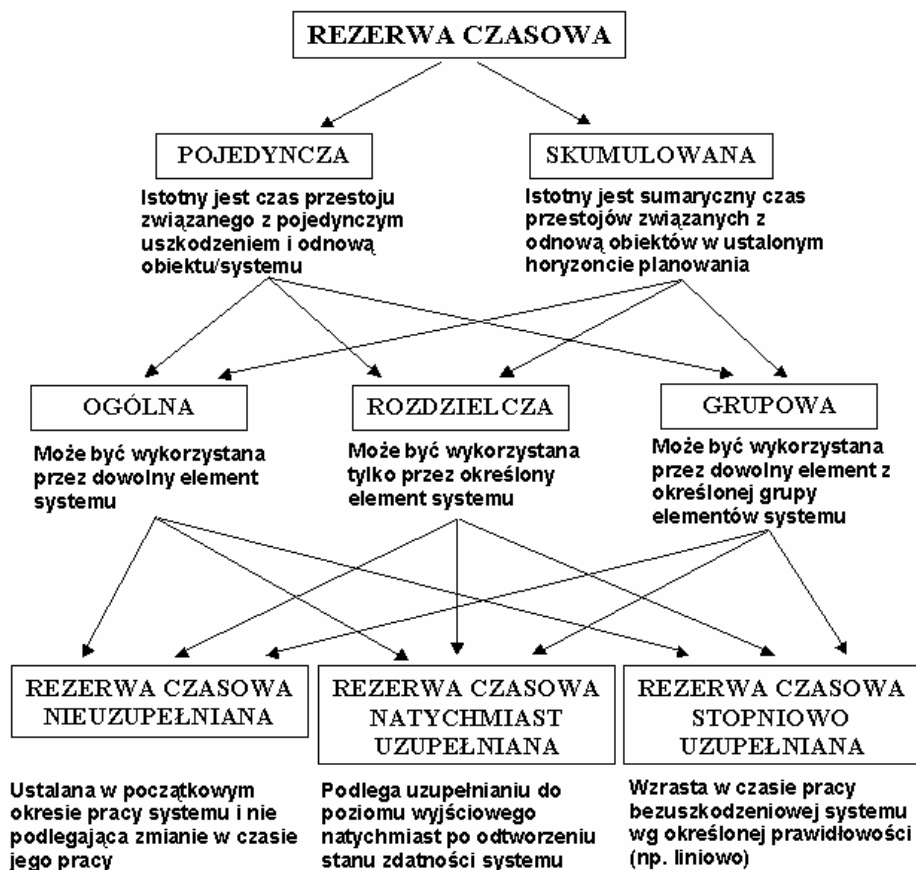 REZERWA CZASOWA
POJEDYNCZA
Istotny jest czas przestoju
związanego z pojedynczym
uszkodzeniem i odnową
obiektu/systemu
SKUMULOWANA
Istotny jest sumaryczny czas
przestojów związanych z
odnową obiektów w ustalonym
horyzoncie planowania
OGÓLNA
Może być wykorzystana
przez dowolny element
systemu
ROZDZIELCZA
Może być wykorzystana
tylko przez określony
element systemu
GRUPOWA
Może być wykorzystana
przez dowolny element z
określonej grupy
elementów systemu
REZERWA CZASOWA
NIEUZUPEŁNIANA
Ustalana w początkowym
okresie pracy systemu i nie
podlegająca zmianie w czasie
jego pracy
REZERWA CZASOWA
NATYCHMIAST
UZUPEŁNIANA
Podlega uzupełnianiu do
poziomu wyjściowego
natychmiast po odtworzeniu
stanu zdatności systemu
REZERWA CZASOWA
STOPNIOWO
UZUPEŁNIANA
Wzrasta w czasie pracy
bezuszkodzeniowej systemu
wg określonej prawidłowości
(np. liniowo)